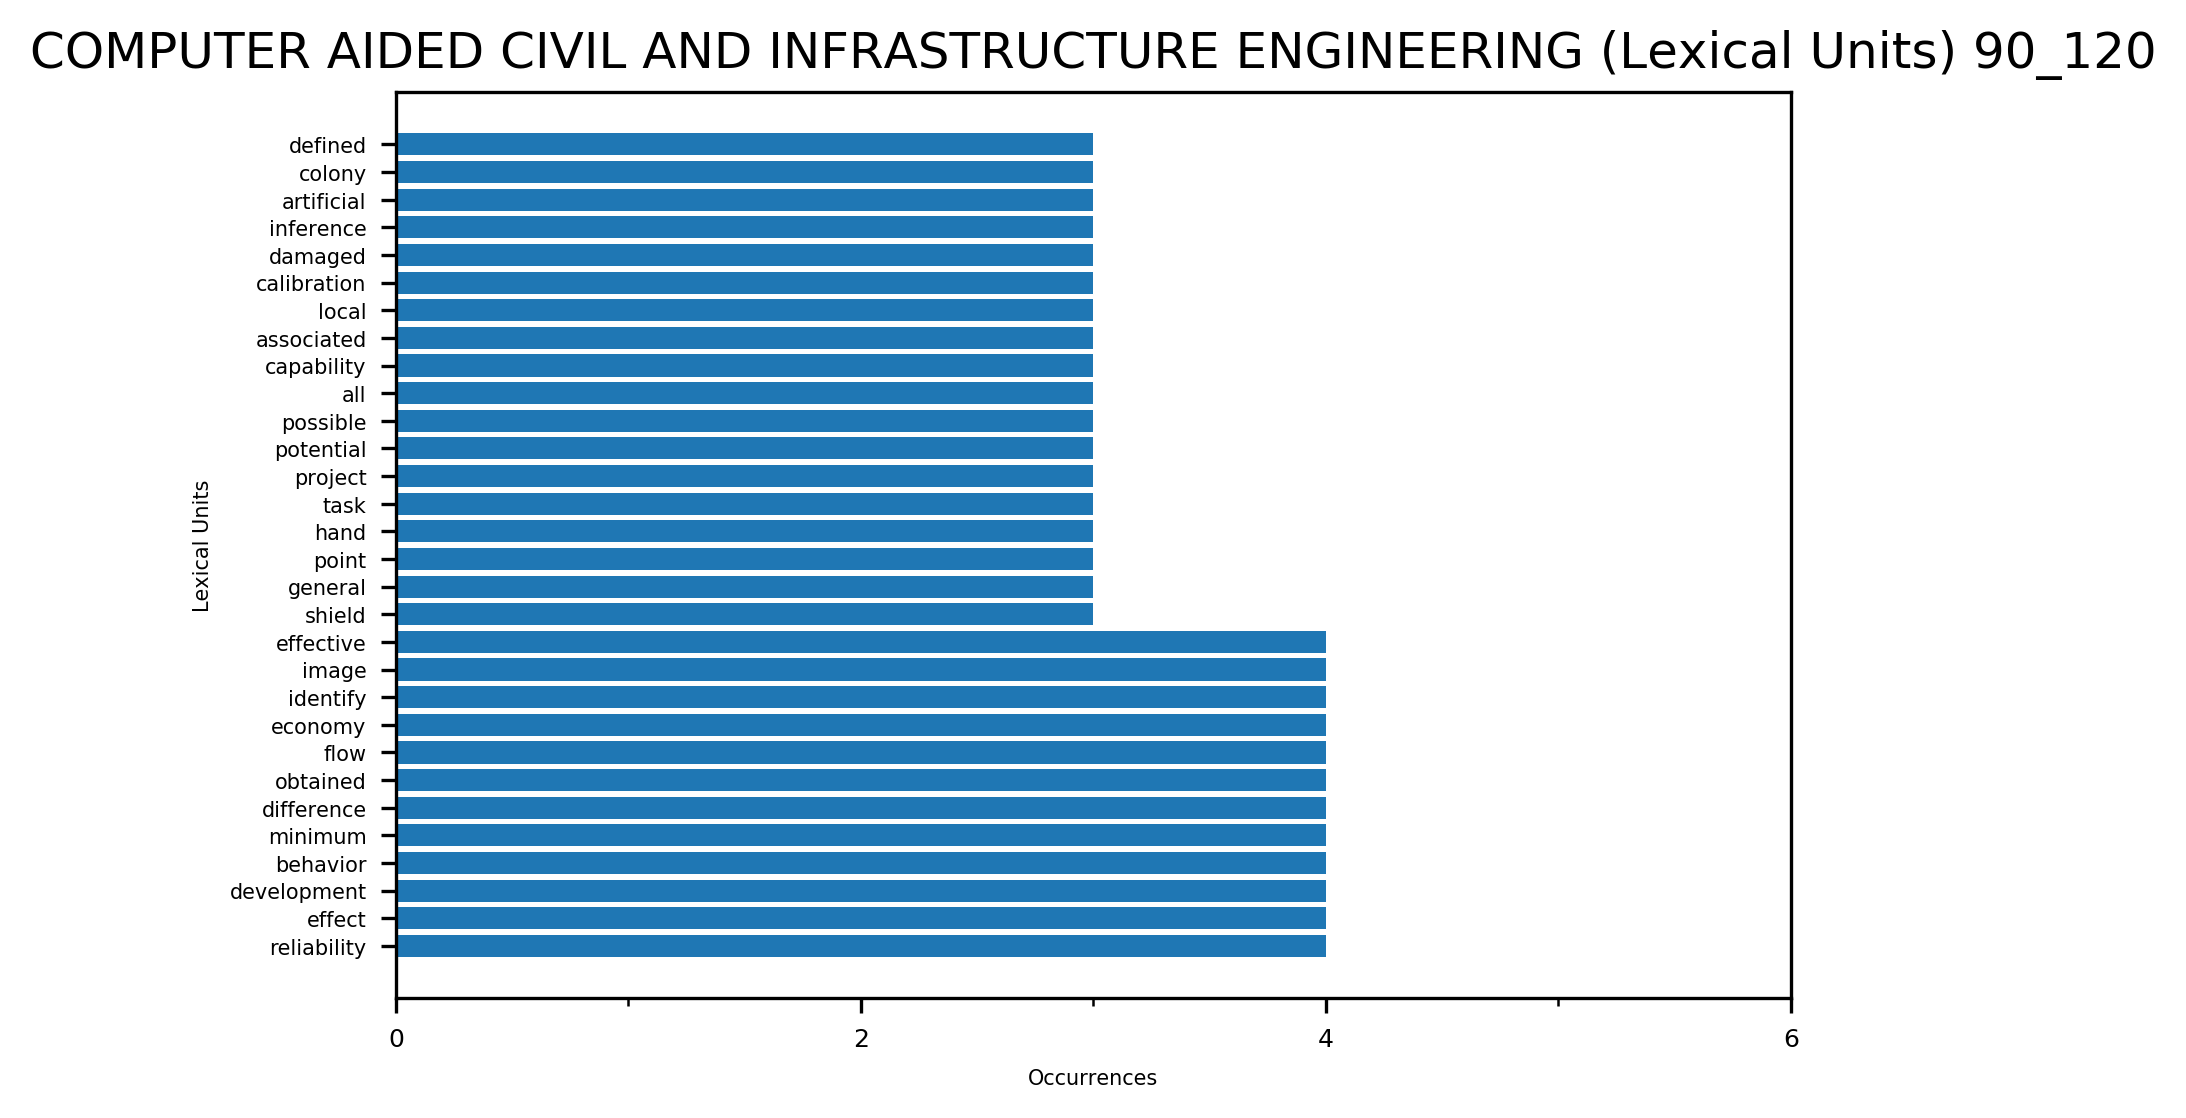 COMPUTER AIDED CIVIL AND INFRASTRUCTURE ENGINEERING (Lexical Units) 90_120
Lexical Units
defined
colony
artificial
inference
damaged
calibration
local
associated
capability
all
possible
potential
project
task
hand
point
general
shield
effective
image
identify
economy
flow
obtained
difference
minimum
behavior
development
effect
reliability
0 2 4 6
Occurrences